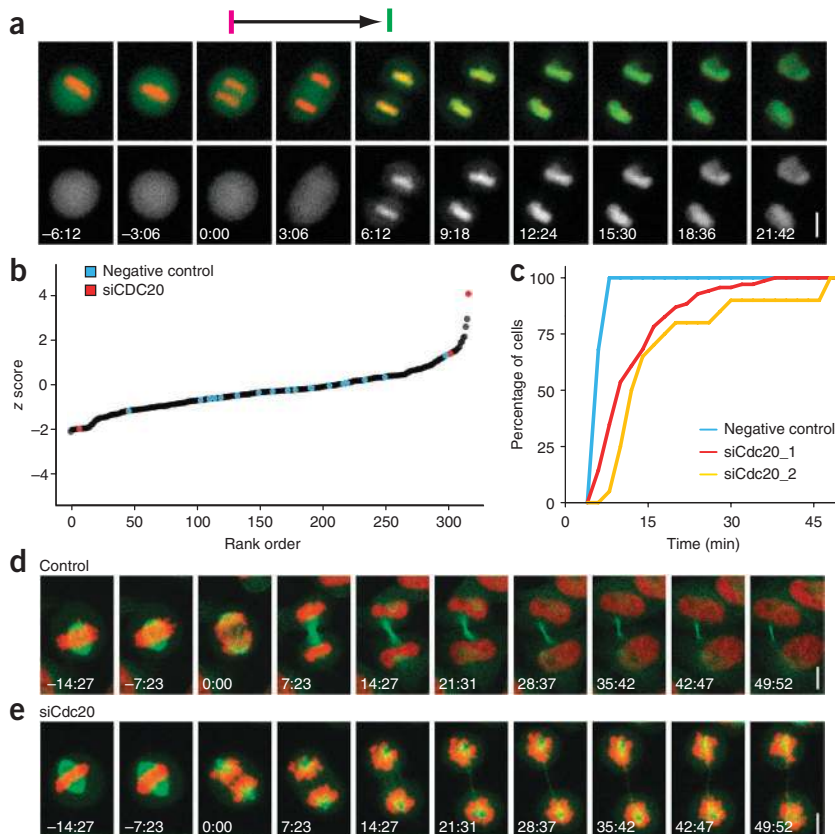 a
−6:12 −3:06 0:00 3:06 6:12 9:18 12:24 15:30 18:36 21:42
b
Negative control
siCDC20
4
2
0
−2
−4
z score
0 50 100 150 200 250 300
Rank order
c
100
75
50
25
0
Percentage of cells
Negative control
siCdc20_1
siCdc20_2
0 15 30 45
Time (min)
d Control
−14:27 −7:23 0:00 7:23 14:27 21:31 28:37 35:42 42:47 49:52
e siCdc20
−14:27 −7:23 0:00 7:23 14:27 21:31 28:37 35:42 42:47 49:52